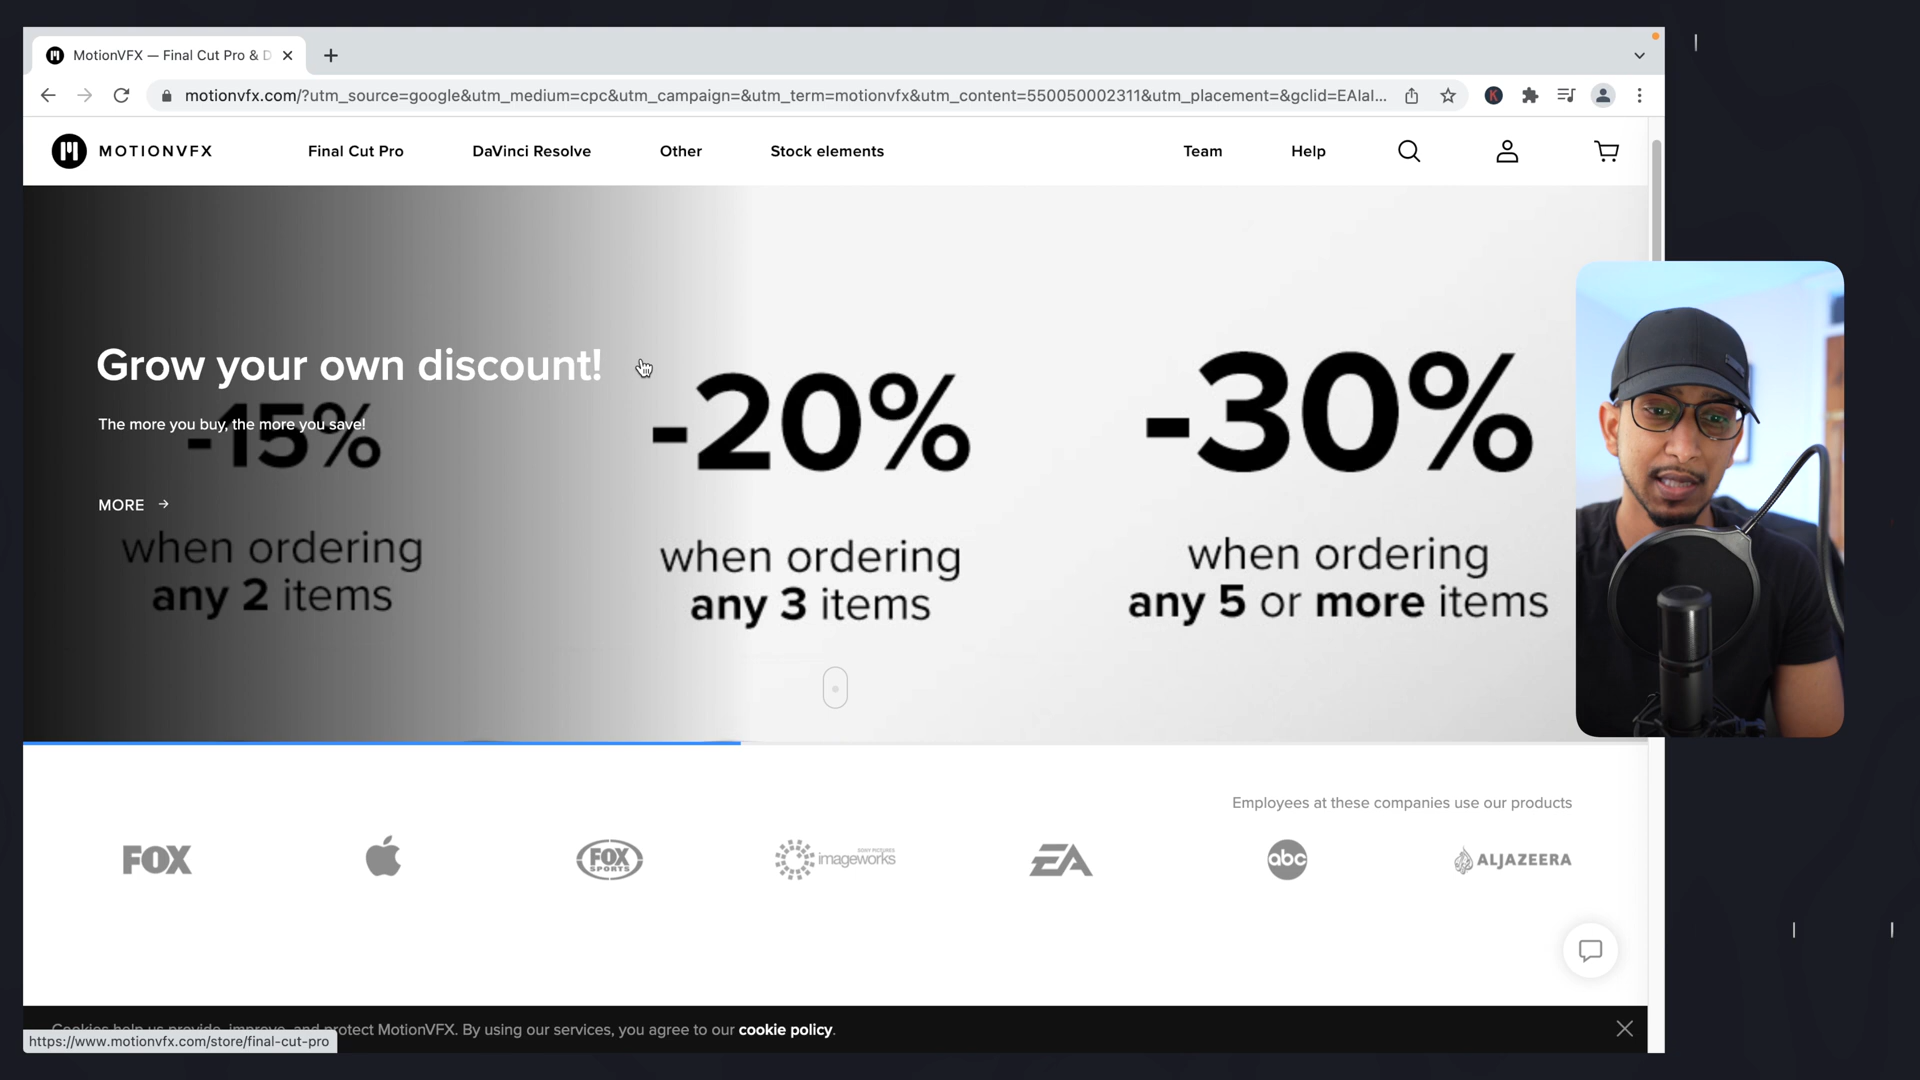 MotionVFX — Final Cut Pro & D
motionvfx.com/?utm_source=google&utm_medium=cpc&utm_campaign=&utm_term=motionvfx&utm_content=550050002311&utm_placement=&gclid=EAIaI...
K
MOTIONVFX
Final Cut Pro
DaVinci Resolve
Other
Stock elements
Team
Help
Grow your own discount!
The more you buy, the more you save!
MORE →
-15%
when ordering
any 2 items
-20%
when ordering
any 3 items
-30%
when ordering
any 5 or more items
Employees at these companies use our products
FOX
FOX
SPORTS
SONY PICTURES
imageworks
EA
abc
ALJAZEERA
Cookies help us provide, improve, and protect MotionVFX. By using our services, you agree to our cookie policy.
https://www.motionvfx.com/store/final-cut-pro